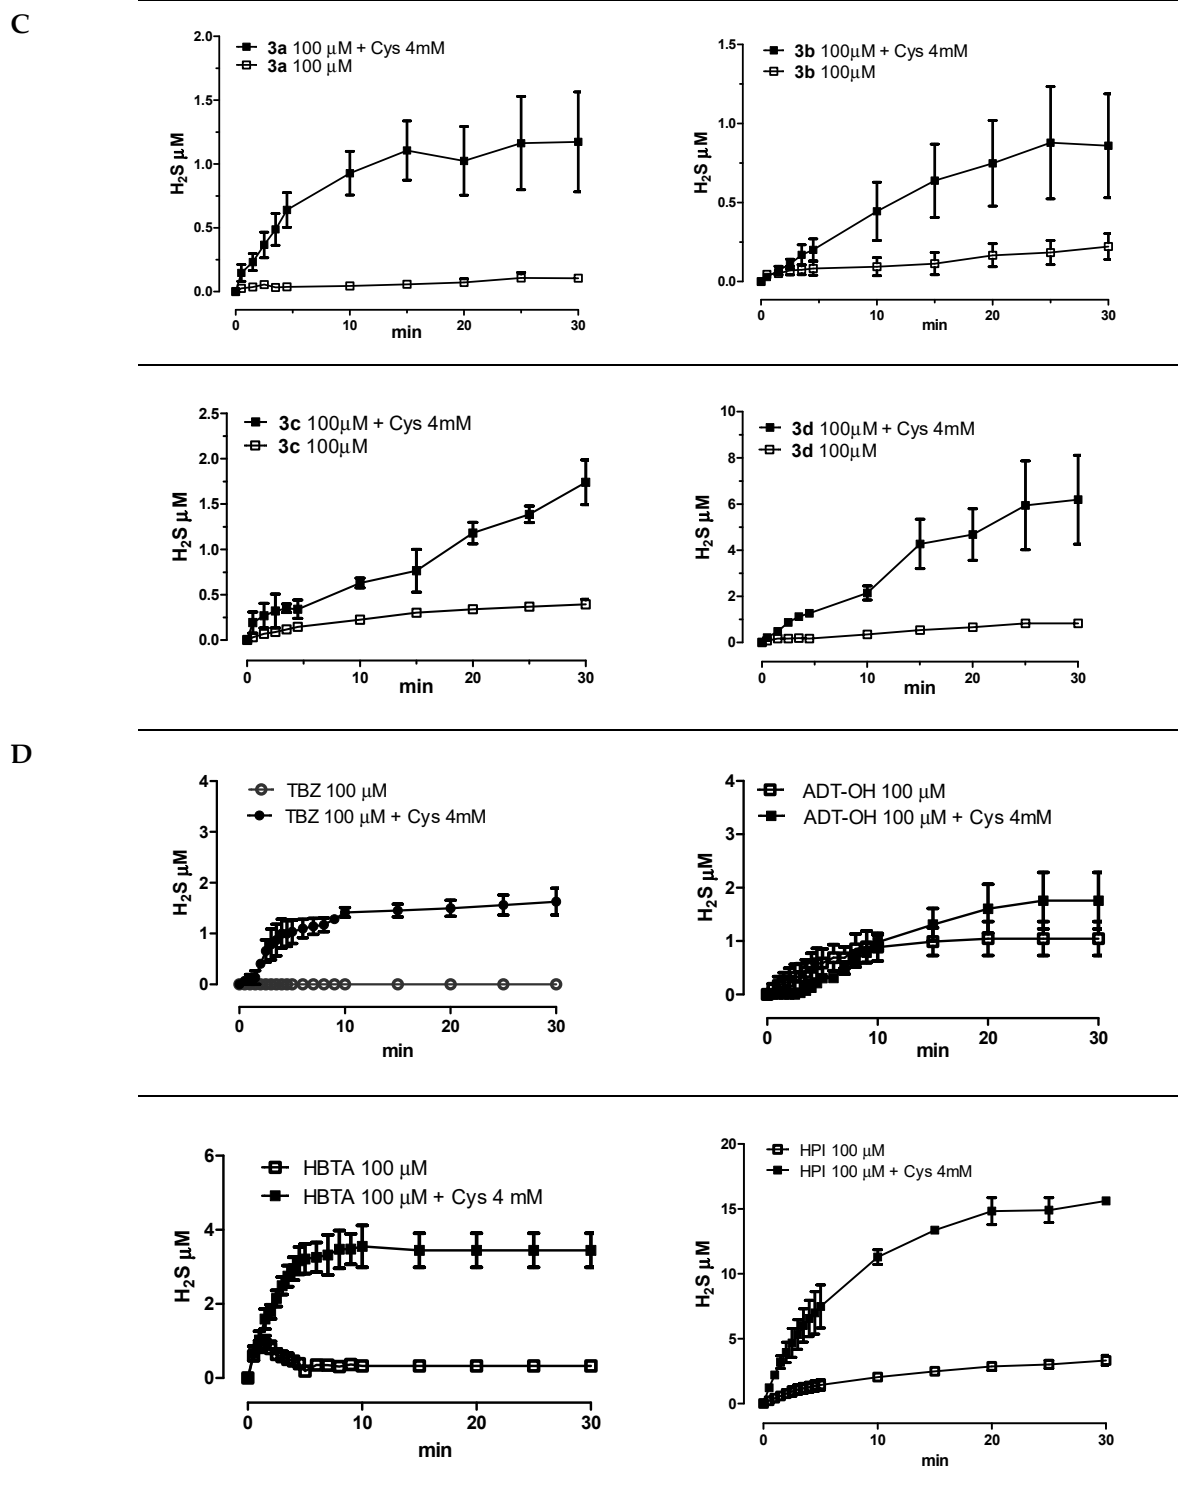 C
3a 100 μM + Cys 4mM
3a 100 μM
2.0
1.5
1.0
0.5
0.0
H2S μM
0 10 20 30
min
3b 100μM + Cys 4mM
3b 100μM
1.5
1.0
0.5
0.0
H2S μM
0 10 20 30
min
3c 100μM + Cys 4mM
3c 100μM
2.5
2.0
1.5
1.0
0.5
0.0
H2S μM
0 10 20 30
min
3d 100μM + Cys 4mM
3d 100μM
10
8
6
4
2
0
H2S μM
0 10 20 30
min
D
TBZ 100 μM
TBZ 100 μM + Cys 4mM
4
3
2
1
0
H2S μM
0 10 20 30
min
ADT-OH 100 μM
ADT-OH 100 μM + Cys 4mM
4
3
2
1
0
H2S μM
0 10 20 30
min
HBTA 100 μM
HBTA 100 μM + Cys 4 mM
6
4
2
0
H2S μM
0 10 20 30
min
HPI 100 μM
HPI 100 μM + Cys 4mM
20
15
10
5
0
H2S μM
0 10 20 30
min